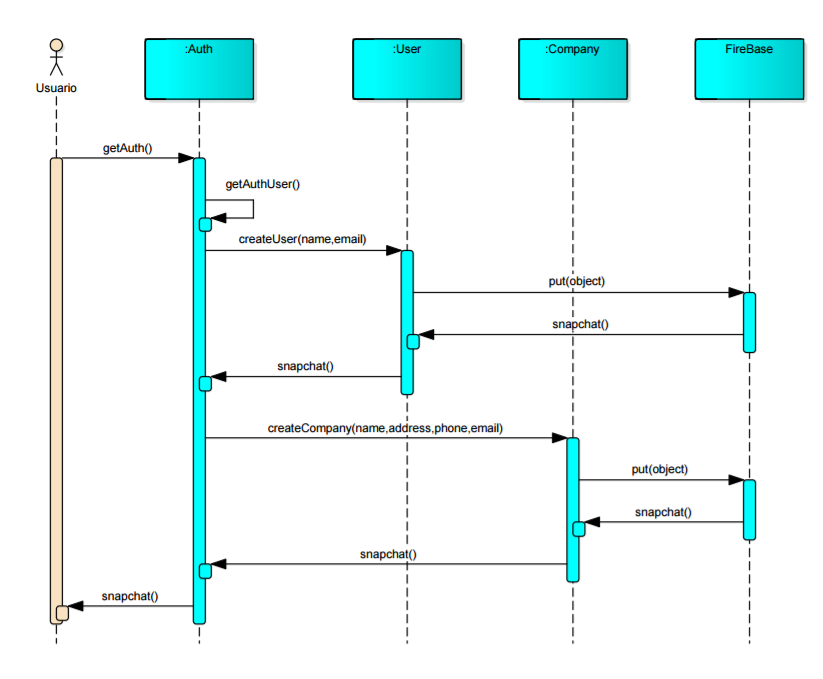 :Auth
:User
:Company
FireBase
Usuario
getAuth()
getAuthUser()
createUser(name,email)
put(object)
snapchat()
snapchat()
createCompany(name,address,phone,email)
put(object)
snapchat()
snapchat()
snapchat()